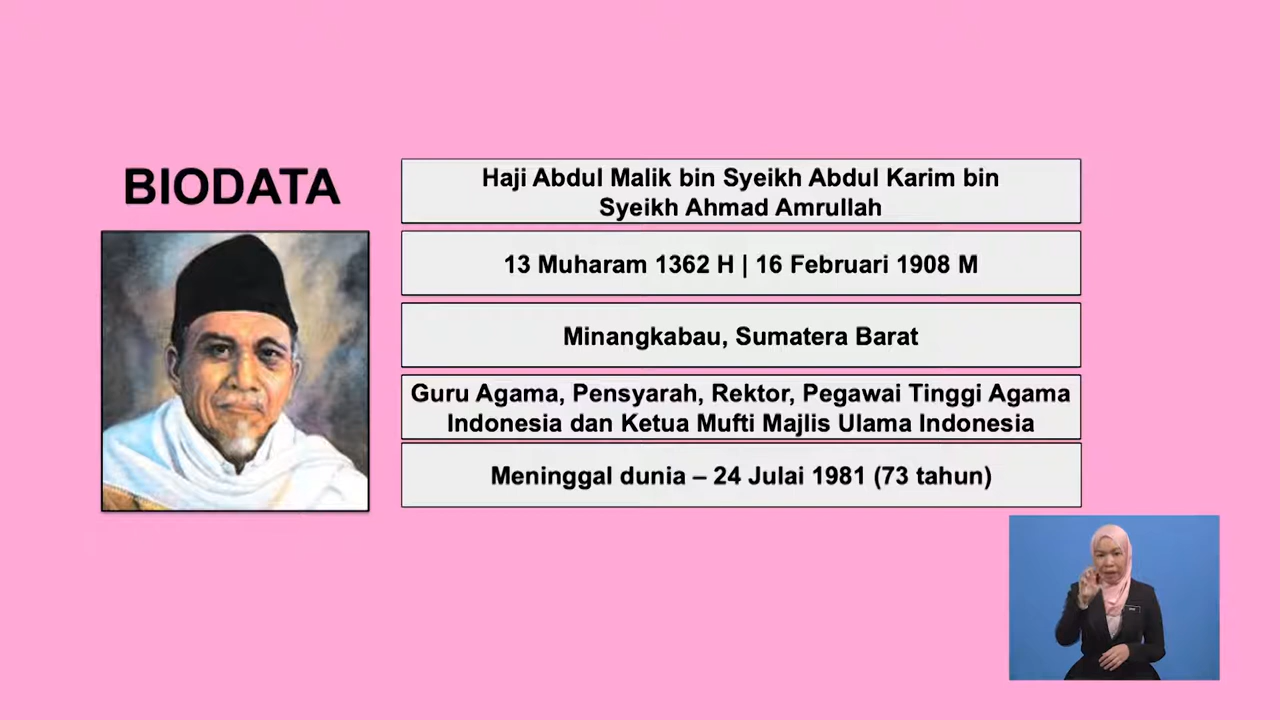 BIODATA
Haji Abdul Malik bin Syeikh Abdul Karim bin
Syeikh Ahmad Amrullah
13 Muharam 1362 H | 16 Februari 1908 M
Minangkabau, Sumatera Barat
Guru Agama, Pensyarah, Rektor, Pegawai Tinggi Agama
Indonesia dan Ketua Mufti Majlis Ulama Indonesia
Meninggal dunia – 24 Julai 1981 (73 tahun)